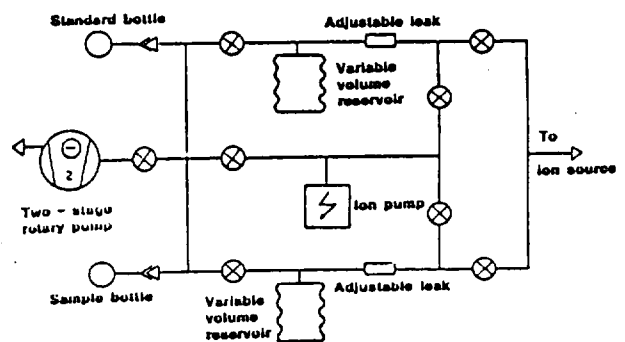 Standard bottle
Adjustable leak
Variable
volume
reservoir
To
ion source
2
Two - stage
rotary pump
Ion pump
Sample bottle
Variable
volume
reservoir
Adjustable leak